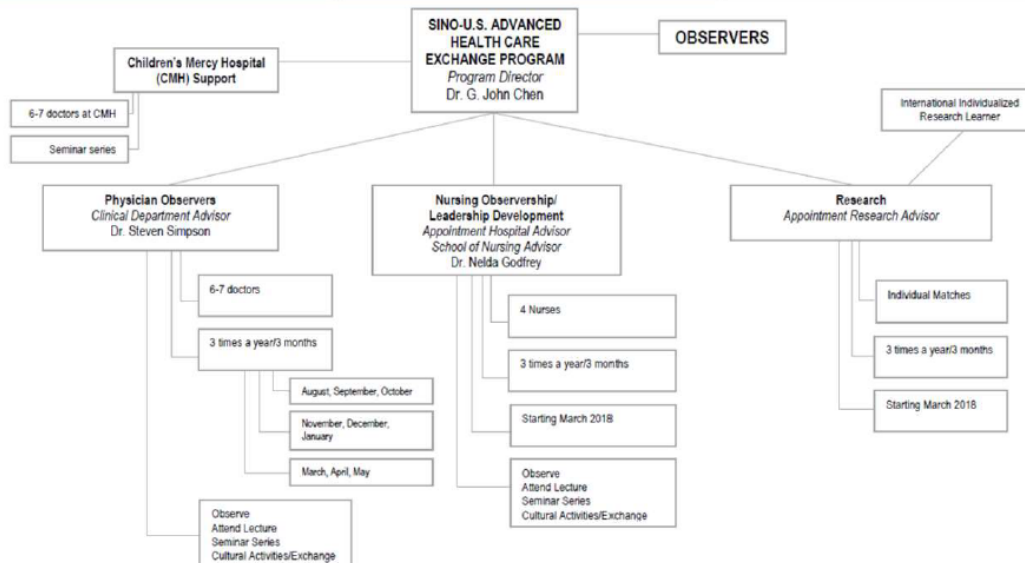 SINO-U.S. ADVANCED
HEALTH CARE
EXCHANGE PROGRAM
Program Director
Dr. G. John Chen
OBSERVERS
Children's Mercy Hospital
(CMH) Support
6-7 doctors at CMH
Seminar series
International Individualized
Research Learner
Physician Observers
Clinical Department Advisor
Dr. Steven Simpson
6-7 doctors
3 times a year/3 months
August, September, October
November, December,
January
March, April, May
Observe
Attend Lecture
Seminar Series
Cultural Activities/Exchange
Nursing Observership/
Leadership Development
Appointment Hospital Advisor
School of Nursing Advisor
Dr. Nelda Godfrey
4 Nurses
3 times a year/3 months
Starting March 2018
Observe
Attend Lecture
Seminar Series
Cultural Activities/Exchange
Research
Appointment Research Advisor
Individual Matches
3 times a year/3 months
Starting March 2018